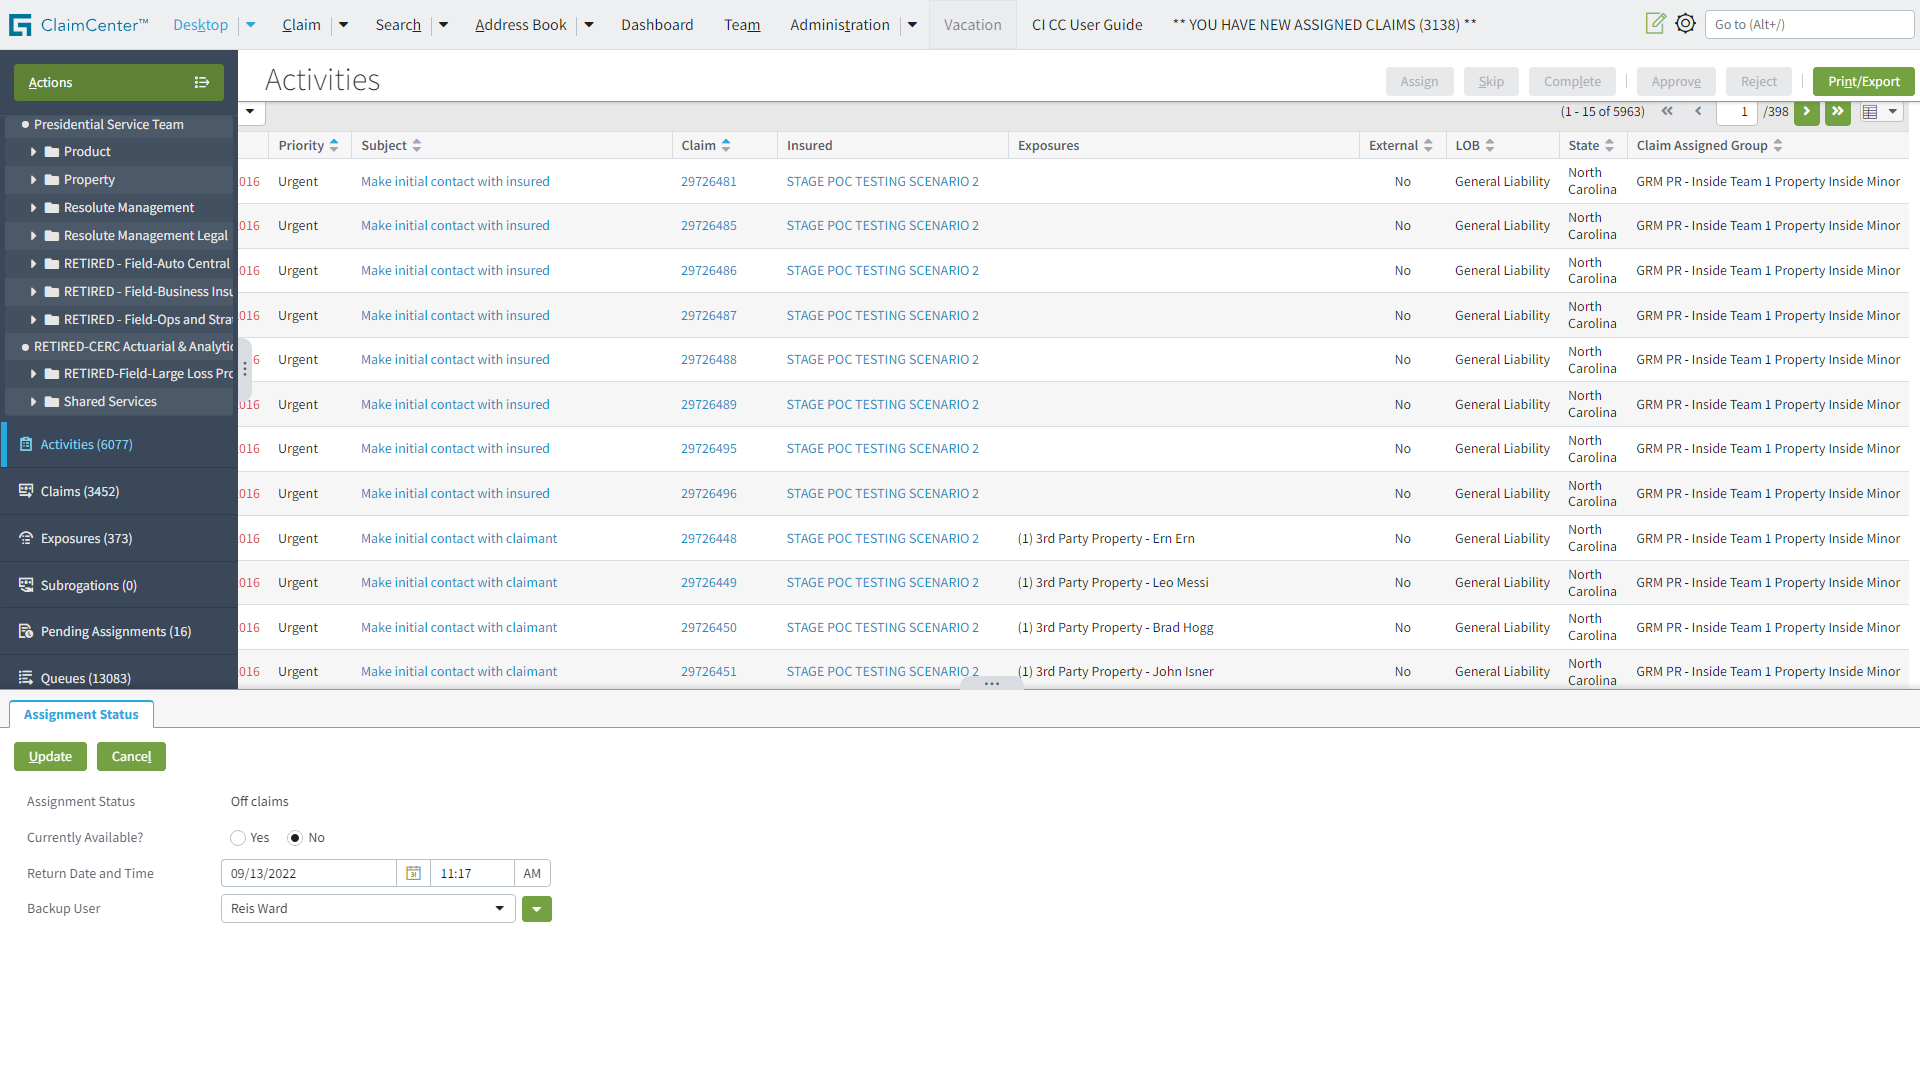 ClaimCenter™ Desktop Claim Search Address Book Dashboard Team Administration Vacation CI CC User Guide ** YOU HAVE NEW ASSIGNED CLAIMS (3138) ** Go to (Alt+/)
Actions
Activities
Assign Skip Complete Approve Reject Print/Export
(1 - 15 of 5963) 1 /398
Presidential Service Team
Product
Property
Resolute Management
Resolute Management Legal
RETIRED - Field-Auto Central
RETIRED - Field-Business Insu
RETIRED - Field-Ops and Strat
RETIRED-CERC Actuarial & Analytic
RETIRED-Field-Large Loss Pro
Shared Services
Activities (6077)
Claims (3452)
Exposures (373)
Subrogations (0)
Pending Assignments (16)
Queues (13083)
Priority Subject Claim Insured Exposures External LOB State Claim Assigned Group
016 Urgent Make initial contact with insured 29726481 STAGE POC TESTING SCENARIO 2 No General Liability North Carolina GRM PR - Inside Team 1 Property Inside Minor
016 Urgent Make initial contact with insured 29726485 STAGE POC TESTING SCENARIO 2 No General Liability North Carolina GRM PR - Inside Team 1 Property Inside Minor
016 Urgent Make initial contact with insured 29726486 STAGE POC TESTING SCENARIO 2 No General Liability North Carolina GRM PR - Inside Team 1 Property Inside Minor
016 Urgent Make initial contact with insured 29726487 STAGE POC TESTING SCENARIO 2 No General Liability North Carolina GRM PR - Inside Team 1 Property Inside Minor
6 Urgent Make initial contact with insured 29726488 STAGE POC TESTING SCENARIO 2 No General Liability North Carolina GRM PR - Inside Team 1 Property Inside Minor
016 Urgent Make initial contact with insured 29726489 STAGE POC TESTING SCENARIO 2 No General Liability North Carolina GRM PR - Inside Team 1 Property Inside Minor
016 Urgent Make initial contact with insured 29726495 STAGE POC TESTING SCENARIO 2 No General Liability North Carolina GRM PR - Inside Team 1 Property Inside Minor
016 Urgent Make initial contact with insured 29726496 STAGE POC TESTING SCENARIO 2 No General Liability North Carolina GRM PR - Inside Team 1 Property Inside Minor
016 Urgent Make initial contact with claimant 29726448 STAGE POC TESTING SCENARIO 2 (1) 3rd Party Property - Ern Ern No General Liability North Carolina GRM PR - Inside Team 1 Property Inside Minor
016 Urgent Make initial contact with claimant 29726449 STAGE POC TESTING SCENARIO 2 (1) 3rd Party Property - Leo Messi No General Liability North Carolina GRM PR - Inside Team 1 Property Inside Minor
016 Urgent Make initial contact with claimant 29726450 STAGE POC TESTING SCENARIO 2 (1) 3rd Party Property - Brad Hogg No General Liability North Carolina GRM PR - Inside Team 1 Property Inside Minor
016 Urgent Make initial contact with claimant 29726451 STAGE POC TESTING SCENARIO 2 (1) 3rd Party Property - John Isner No General Liability North Carolina GRM PR - Inside Team 1 Property Inside Minor
Assignment Status
Update Cancel
Assignment Status Off claims
Currently Available? Yes No
Return Date and Time 09/13/2022 31 11:17 AM
Backup User Reis Ward